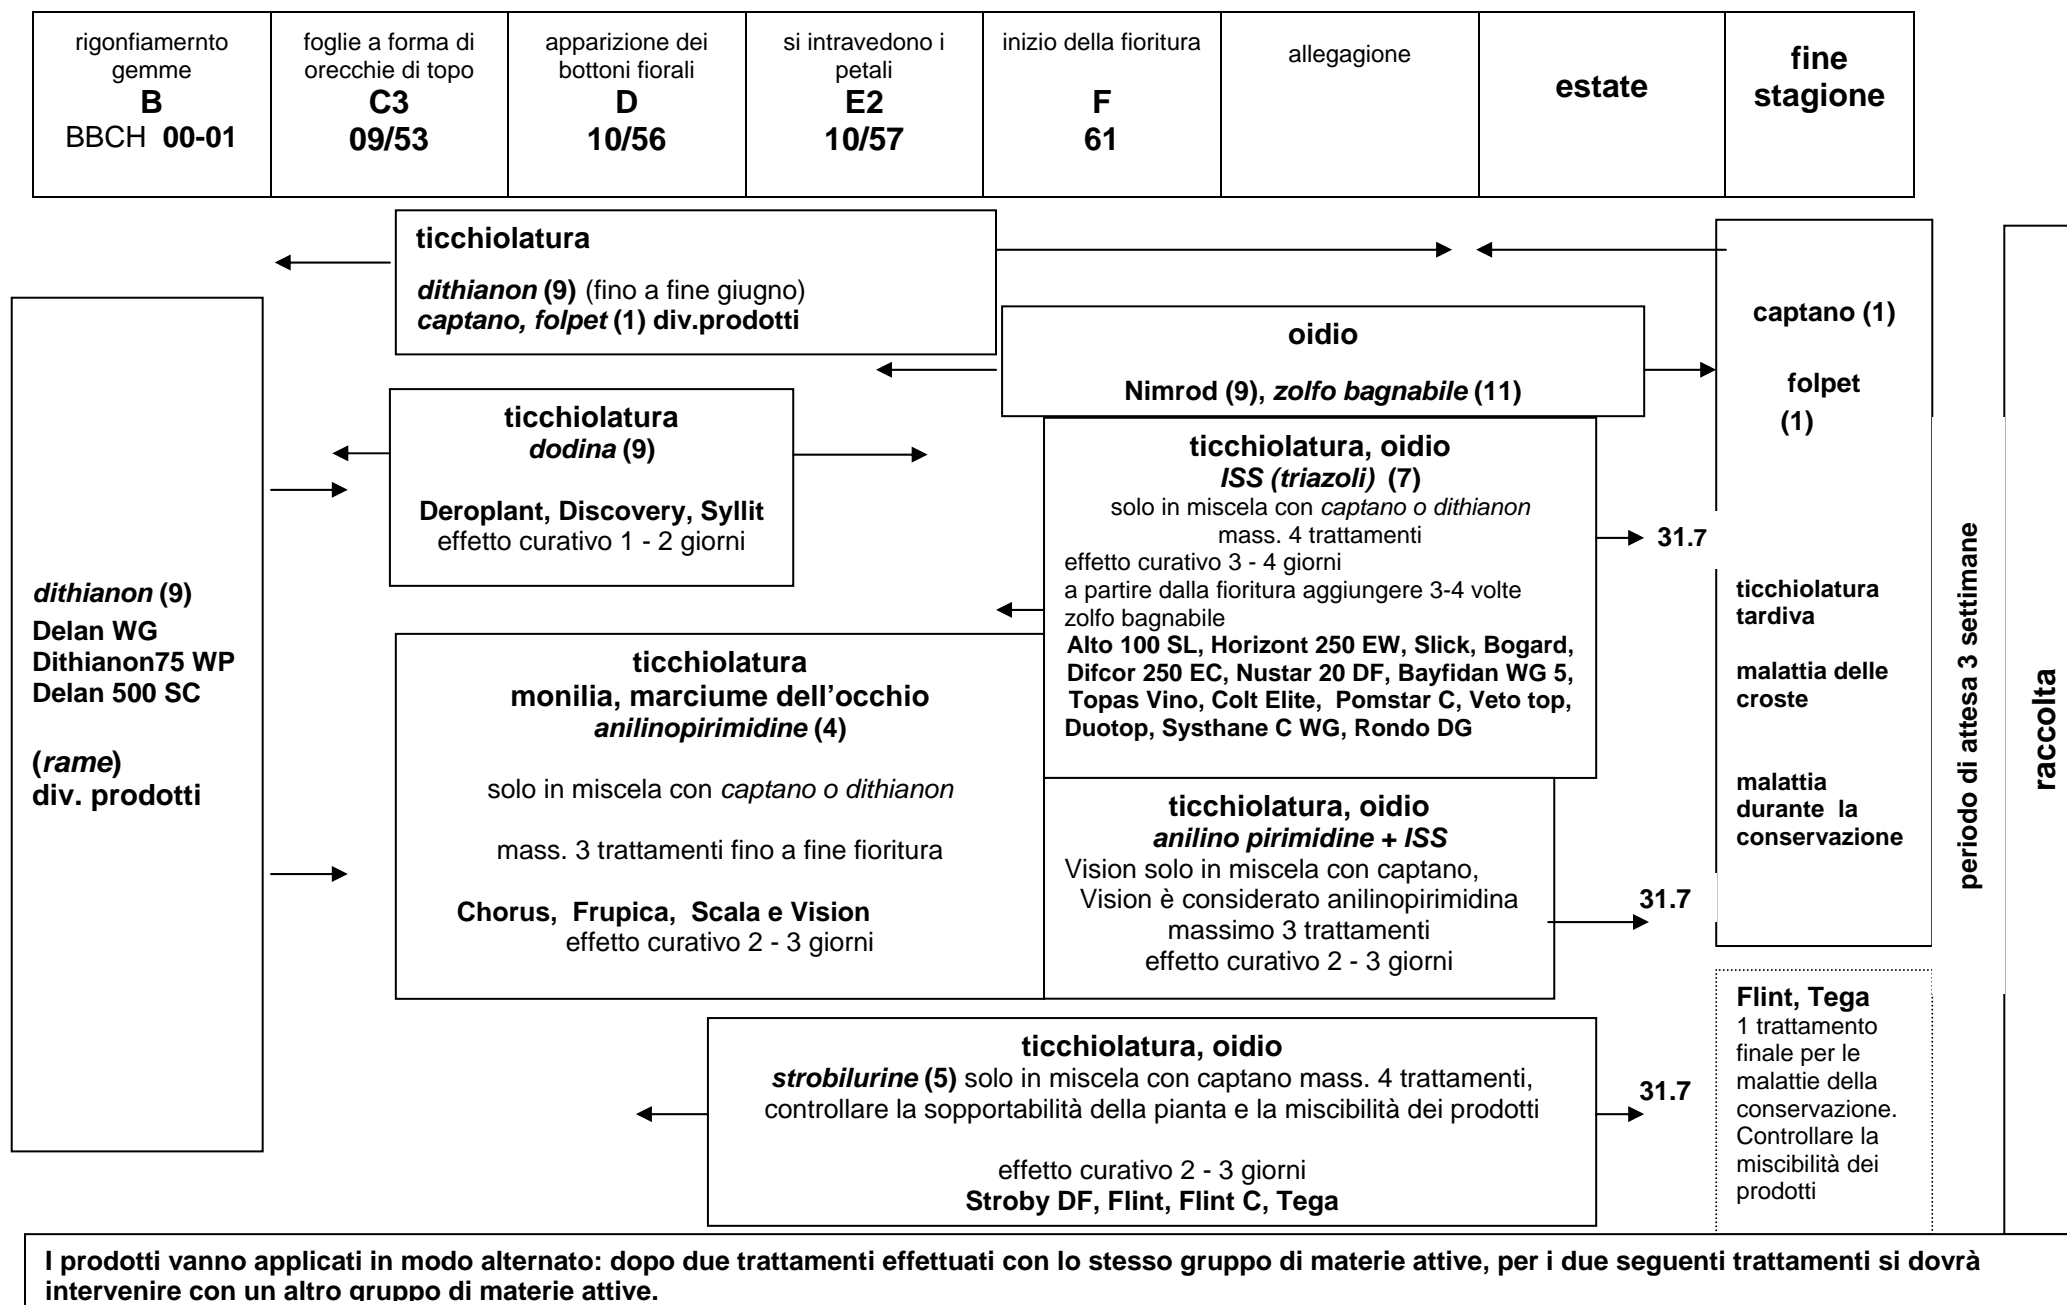 rigonfiamernto
gemme
B
BBCH 00-01
foglie a forma di
orecchie di topo
C3
09/53
apparizione dei
bottoni fiorali
D
10/56
si intravedono i
petali
E2
10/57
inizio della fioritura
F
61
allegagione
estate
fine
stagione
ticchiolatura
dithianon (9) (fino a fine giugno)
captano, folpet (1) div.prodotti
oidio
Nimrod (9), zolfo bagnabile (11)
ticchiolatura
dodina (9)
Deroplant, Discovery, Syllit
effetto curativo 1 - 2 giorni
ticchiolatura, oidio
ISS (triazoli) (7)
solo in miscela con captano o dithianon
mass. 4 trattamenti
effetto curativo 3 - 4 giorni
a partire dalla fioritura aggiungere 3-4 volte
zolfo bagnabile
Alto 100 SL, Horizont 250 EW, Slick, Bogard,
Difcor 250 EC, Nustar 20 DF, Bayfidan WG 5,
Topas Vino, Colt Elite, Pomstar C, Veto top,
Duotop, Systhane C WG, Rondo DG
31.7
dithianon (9)
Delan WG
Dithianon75 WP
Delan 500 SC
(rame)
div. prodotti
ticchiolatura
monilia, marciume dell'occhio
anilinopirimidine (4)
solo in miscela con captano o dithianon
mass. 3 trattamenti fino a fine fioritura
Chorus, Frupica, Scala e Vision
effetto curativo 2 - 3 giorni
ticchiolatura, oidio
anilino pirimidine + ISS
Vision solo in miscela con captano,
Vision è considerato anilinopirimidina
massimo 3 trattamenti
effetto curativo 2 - 3 giorni
31.7
ticchiolatura, oidio
strobilurine (5) solo in miscela con captano mass. 4 trattamenti,
controllare la sopportabilità della pianta e la miscibilità dei prodotti
effetto curativo 2 - 3 giorni
Stroby DF, Flint, Flint C, Tega
31.7
captano (1)
folpet
(1)
ticchiolatura
tardiva
malattia delle
croste
malattia
durante la
conservazione
Flint, Tega
1 trattamento
finale per le
malattie della
conservazione.
Controllare la
miscibilità dei
prodotti
periodo di attesa 3 settimane
raccolta
I prodotti vanno applicati in modo alternato: dopo due trattamenti effettuati con lo stesso gruppo di materie attive, per i due seguenti trattamenti si dovrà
intervenire con un altro gruppo di materie attive.